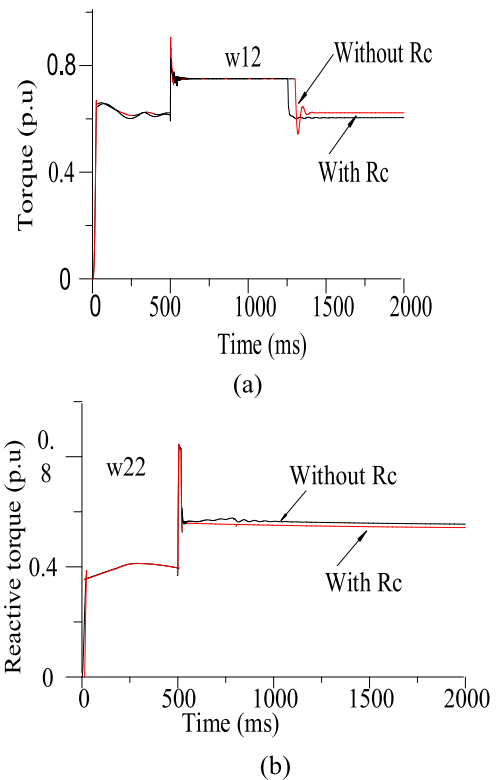 Torque (p.u)
0.8
0.4
0
w12
Without Rc
With Rc
0 500 1000 1500 2000
Time (ms)
(a)
Reactive torque (p.u)
0.
8
0.4
0
w22
Without Rc
With Rc
0 500 1000 1500 2000
Time (ms)
(b)